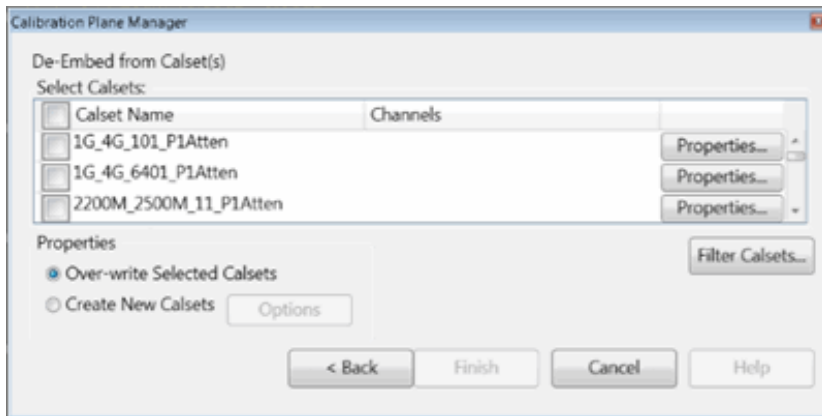 Calibration Plane Manager
De-Embed from Calset(s)
Select Calsets:
Calset Name Channels
1G_4G_101_P1Atten Properties...
1G_4G_6401_P1Atten Properties...
2200M_2500M_11_P1Atten Properties...
Properties
Filter Calsets...
Over-write Selected Calsets
Create New Calsets Options
< Back Finish Cancel Help